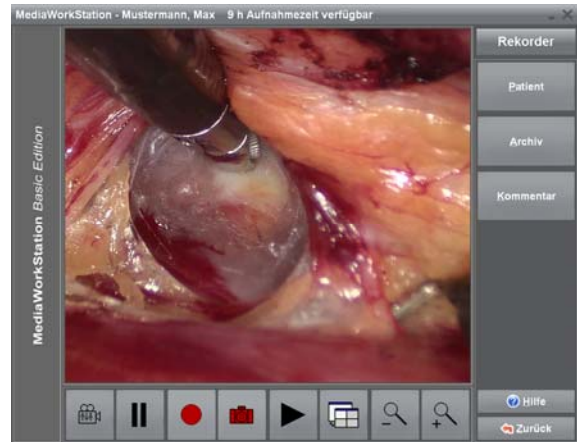 MediaWorkStation - Mustermann, Max 9 h Aufnahmezeit verfügbar
Rekorder
Patient
Archiv
Kommentar
MediaWorkStation Basic Edition
Hilfe
Zurück